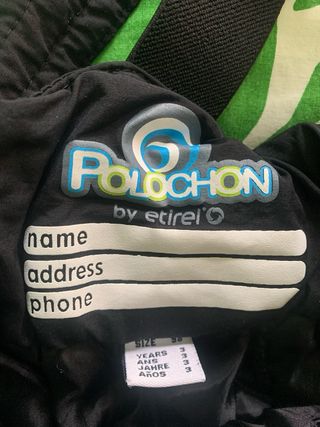 POLOCHON
by etirel
name
address
phone
SIZE 98
YEARS 3
ANS 3
JAHRE 3
AÑOS 3